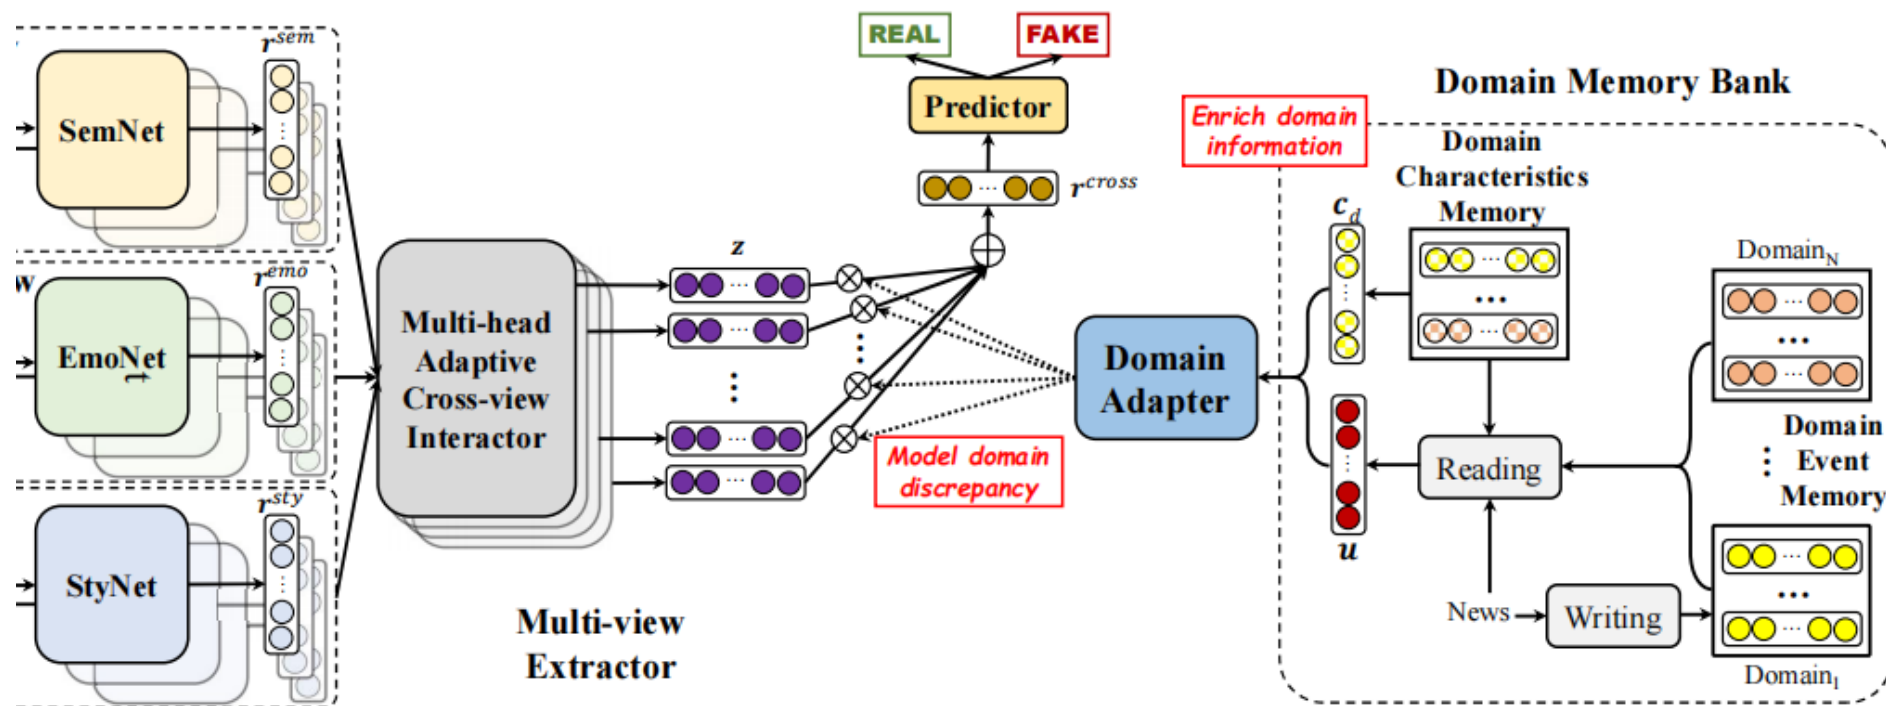 r^{sem}
SemNet
w
r^{emo}
EmoNet
t
r^{sty}
StyNet
Multi-head
Adaptive
Cross-view
Interactor
Multi-view
Extractor
z
...
REAL
FAKE
Predictor
r^{cross}
Model domain
discrepancy
Domain
Adapter
Enrich domain
information
Domain Memory Bank
Domain
Characteristics
Memory
c_d
u
Reading
News
Writing
Domain_N
Domain
Event
Memory
Domain_1